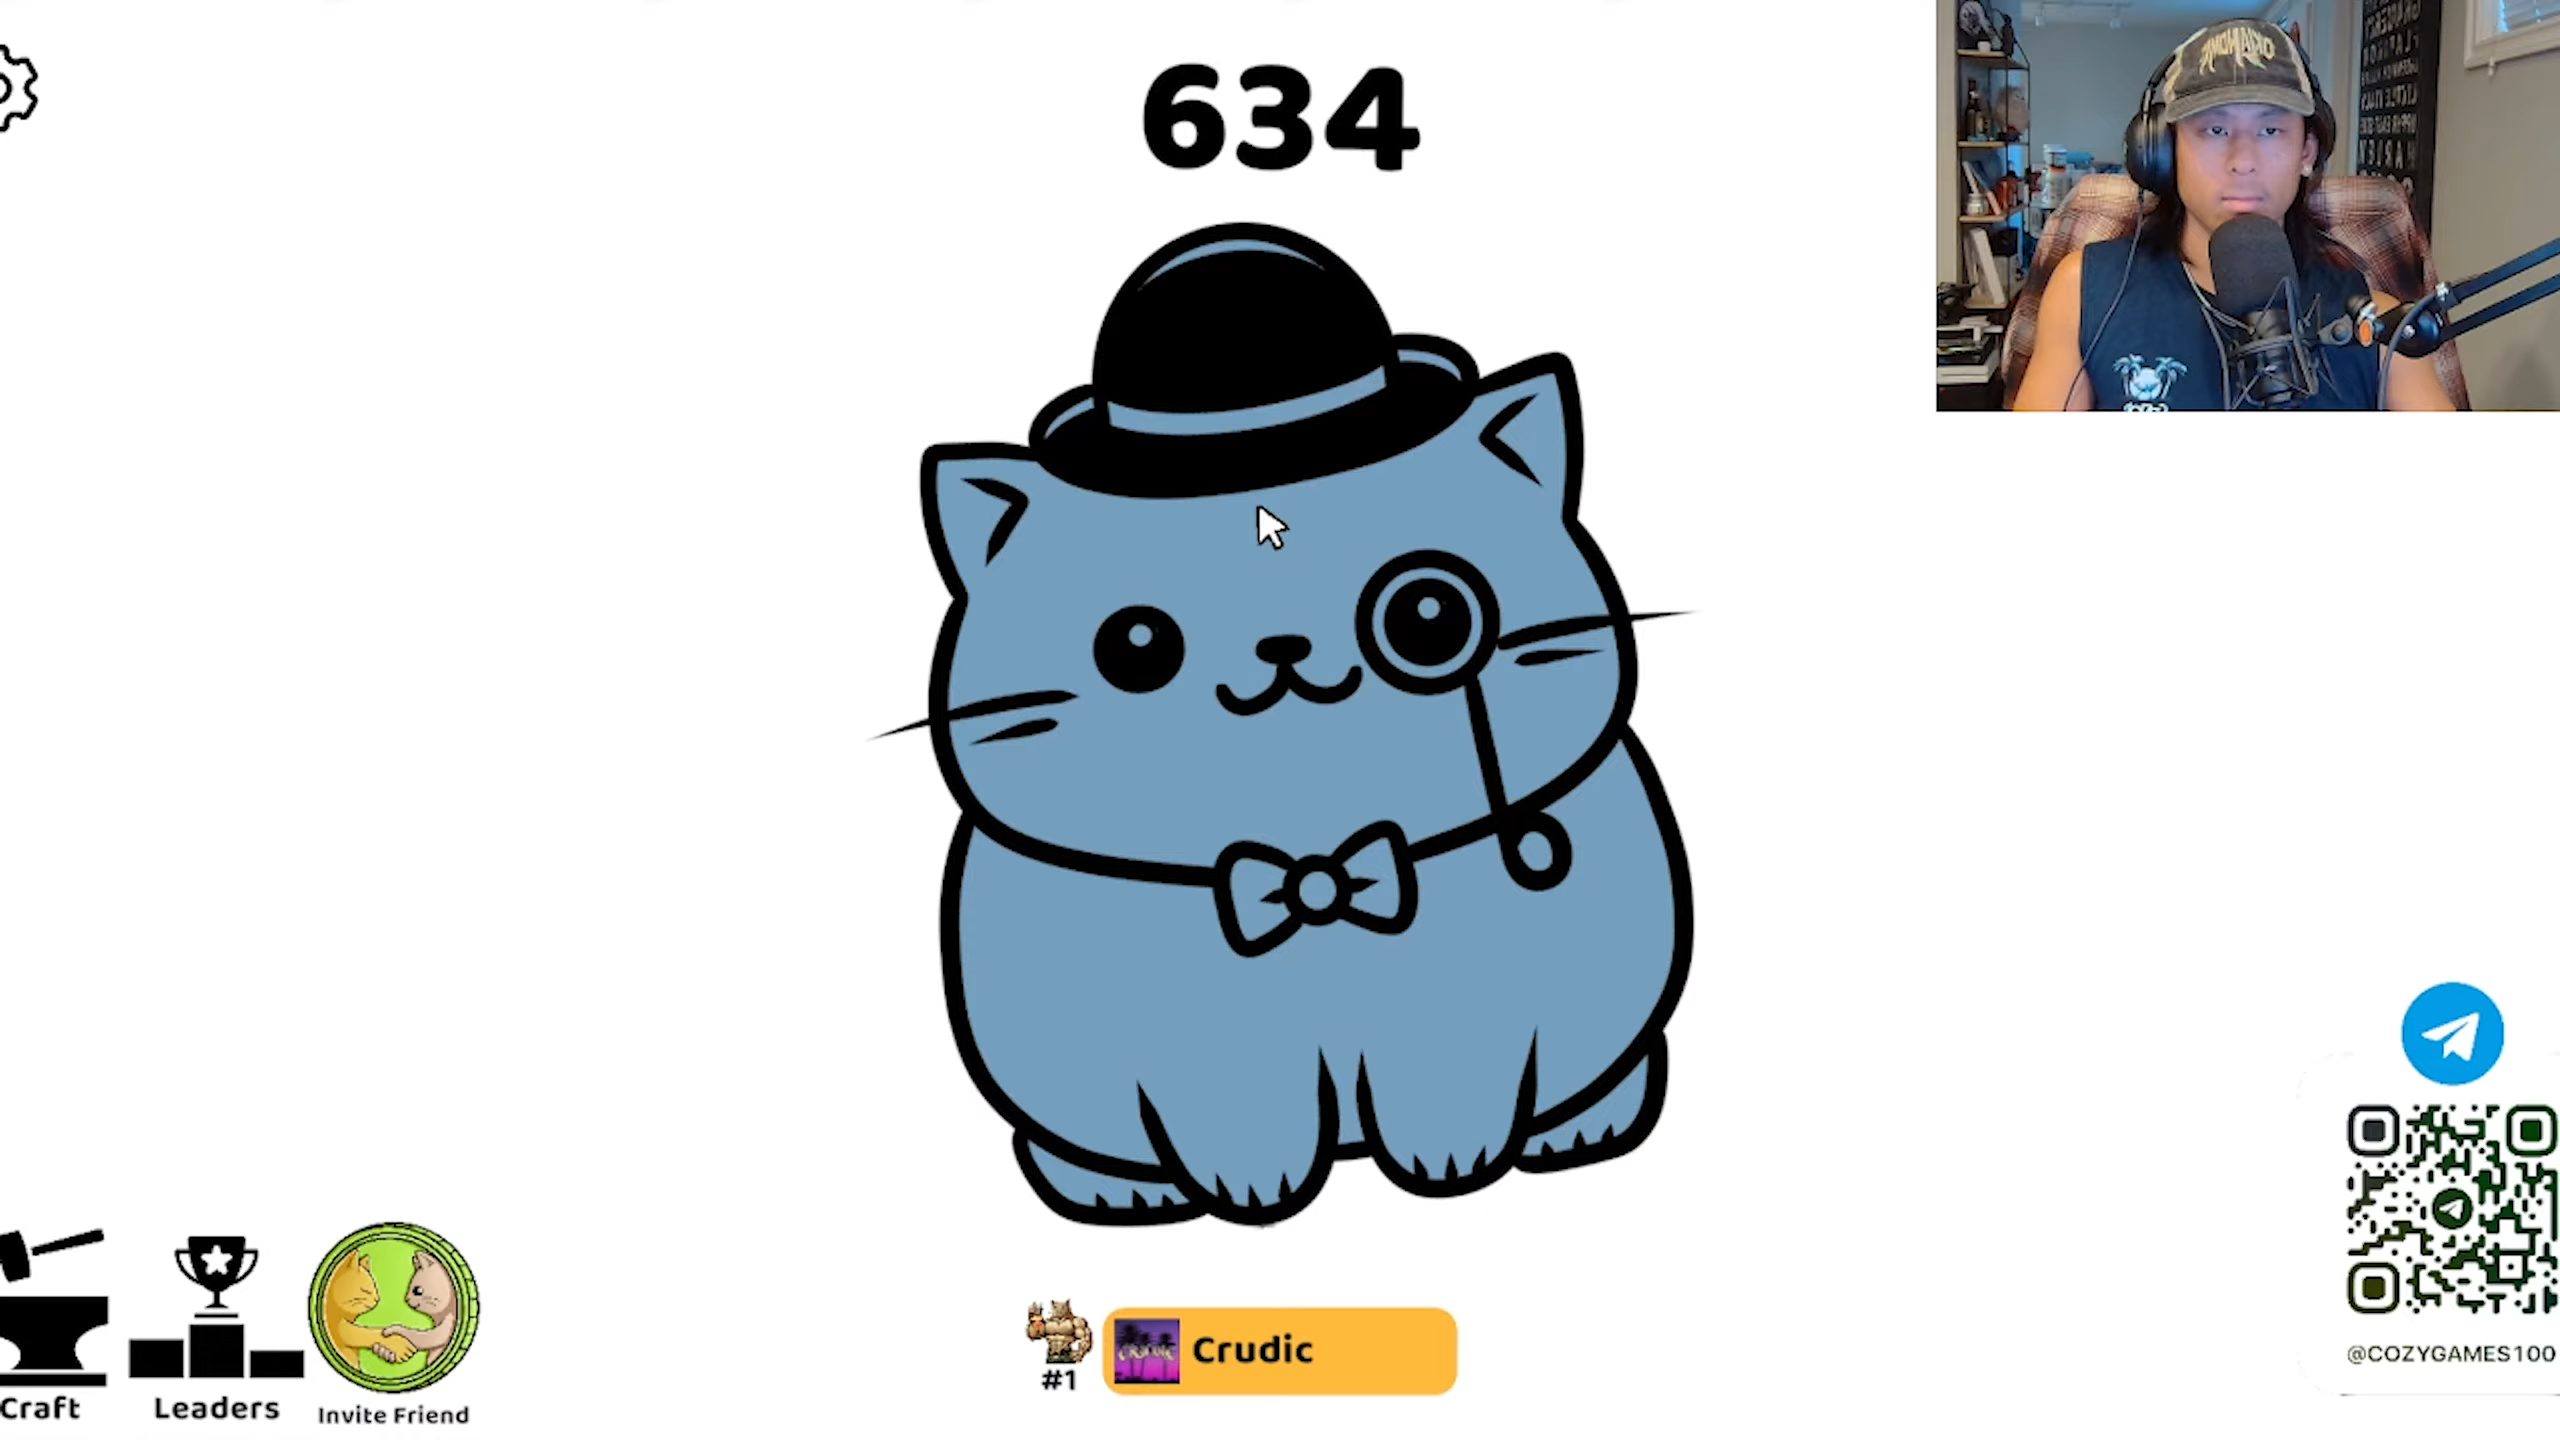 634
#1
Crudic
Craft
Leaders
Invite Friend
@COZYGAMES100